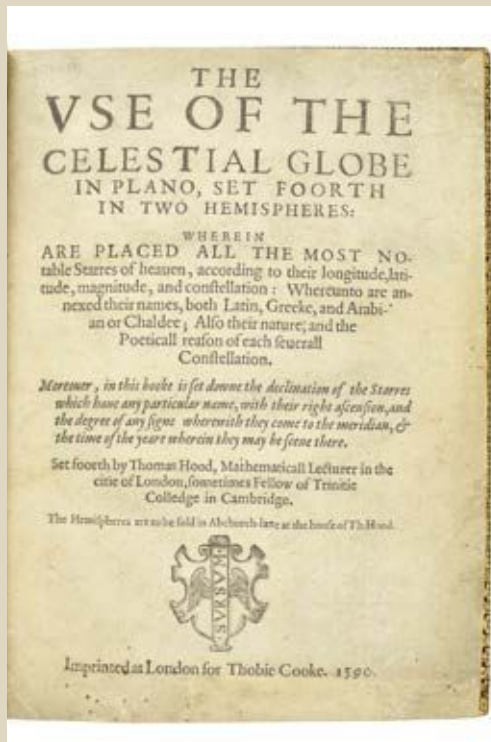 THE
VSE OF THE
CELESTIAL GLOBE
IN PLANO, SET FOORTH
IN TWO HEMISPHERES:
WHEREIN
ARE PLACED ALL THE MOST NO-
table Starres of heauen, according to their longitude, lati-
tude, magnitude, and constellation: Whereunto are an-
nexed their names, both Latin, Greeke, and Arabi-
an or Chaldee; Also their nature, and the
Poeticall reason of each seuerall
Constellation.
Moreouer, in this booke is set downe the declination of the Starres
which haue any particular name, with their right ascension, and
the degree of any signe wherewith they come to the meridian, &
the time of the yeare wherein they may be seene there.
Set foorth by Thomas Hood, Mathematicall Lecturer in the
citie of London, sometimes Fellow of Trinitie
Colledge in Cambridge.
The Hemispheres are to be sold in Abchurch-lane at the house of Th. Hood.
SVRSVM
Imprinted at London for Thobie Cooke. 1590.